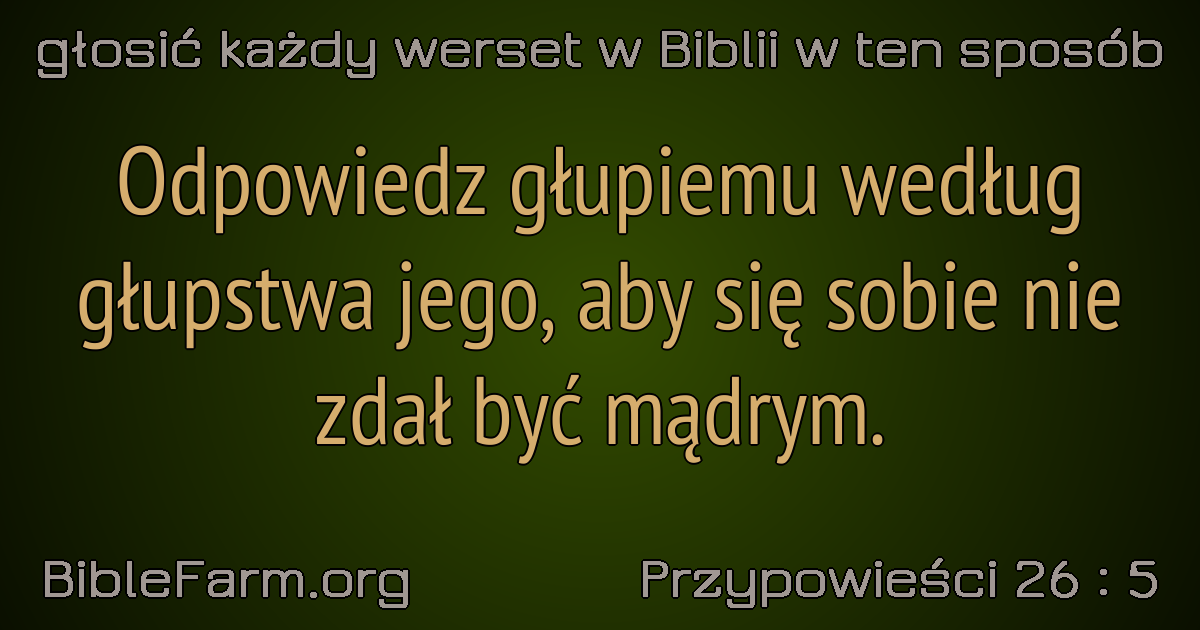 głosić każdy werset w Biblii w ten sposób
Odpowiedz głupiemu według
głupstwa jego, aby się sobie nie
zdał być mądrym.
BibleFarm.org
Przypowieści 26 : 5